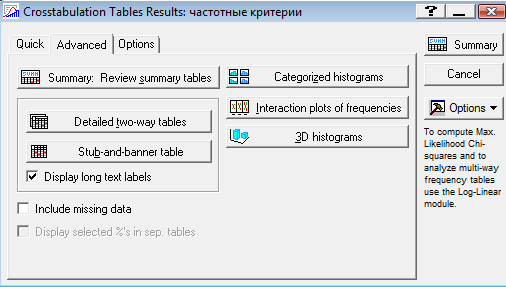 Crosstabulation Tables Results: частотные критерии
?
Quick
Advanced
Options
SUMM
Summary: Review summary tables
Detailed two-way tables
Stub-and-banner table
Display long text labels
Include missing data
Display selected %'s in sep. tables
Categorized histograms
Interaction plots of frequencies
3D histograms
SUMM
Summary
Cancel
Options
To compute Max.
Likelihood Chi-
squares and to
analyze multi-way
frequency tables
use the Log-Linear
module.